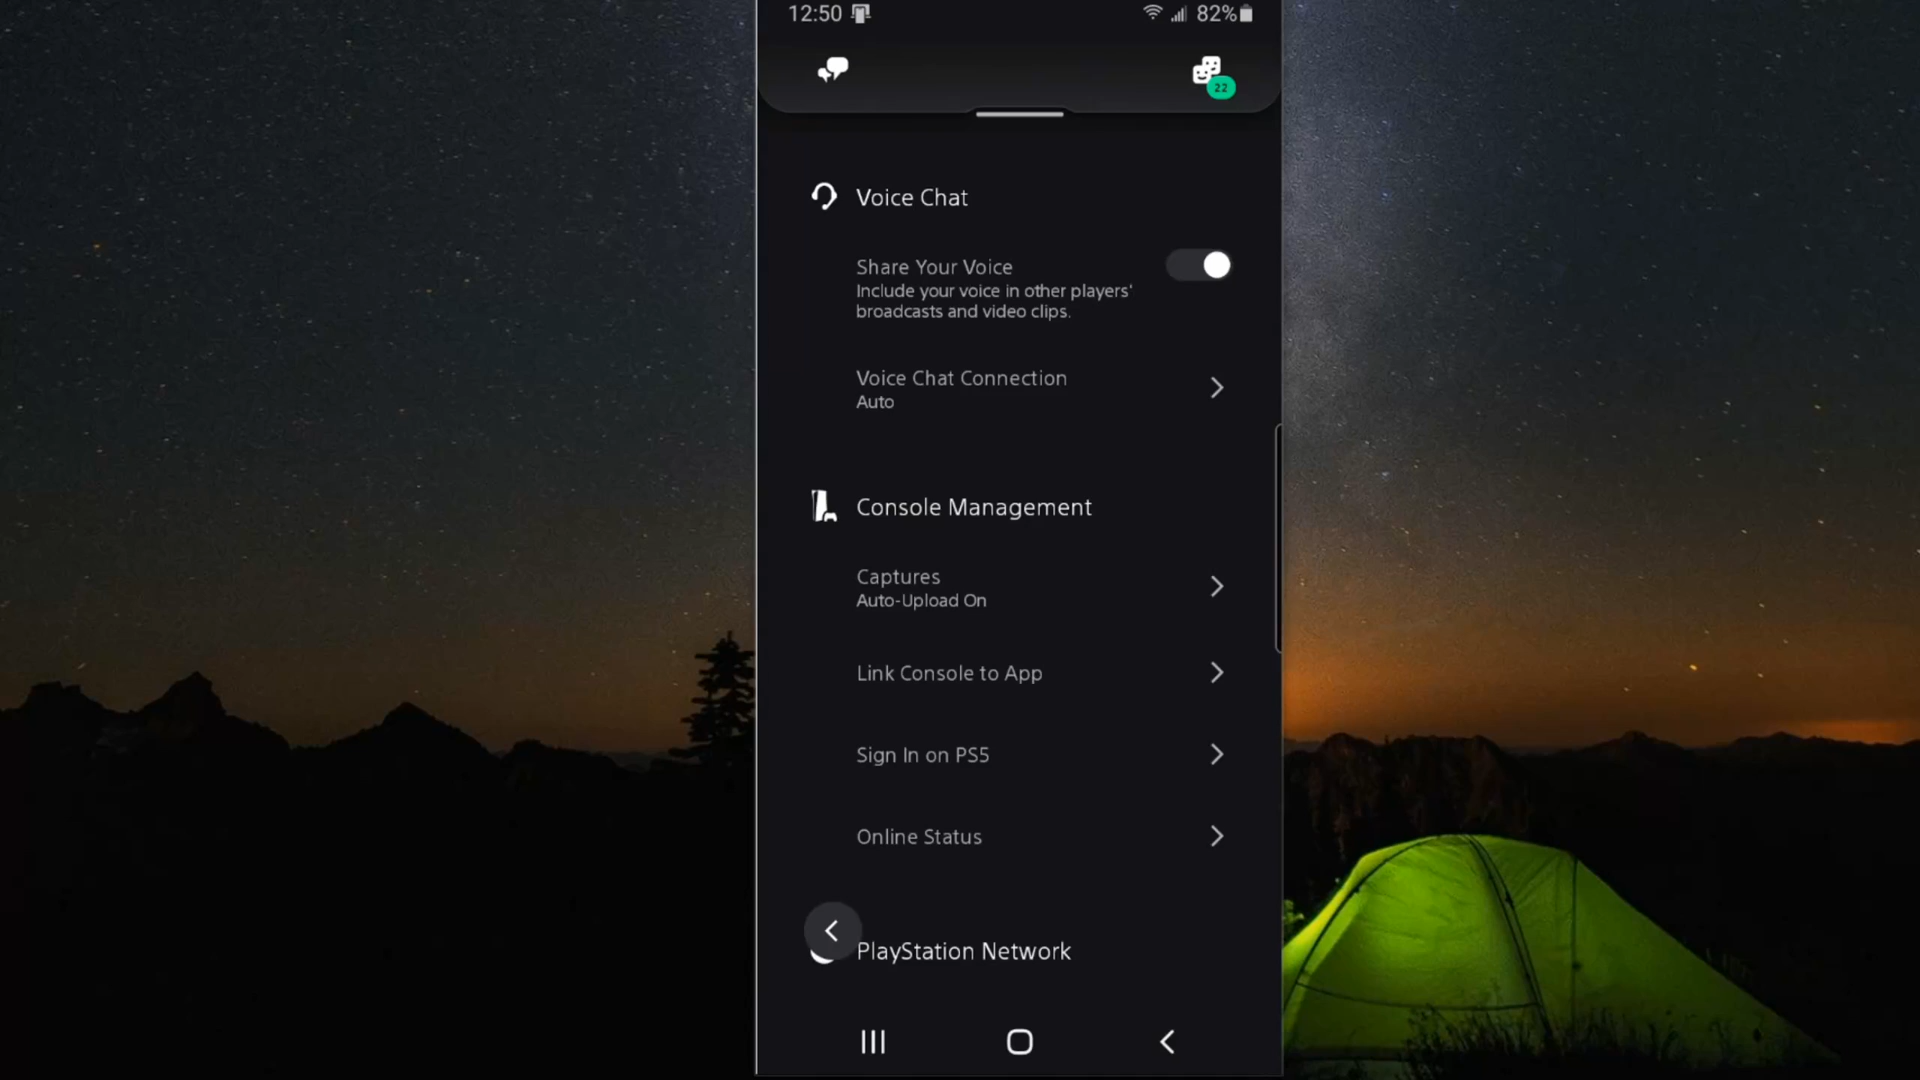 12:50
82%
22
Voice Chat
Share Your Voice
Include your voice in other players'
broadcasts and video clips.
Voice Chat Connection
Auto
Console Management
Captures
Auto-Upload On
Link Console to App
Sign In on PS5
Online Status
PlayStation Network